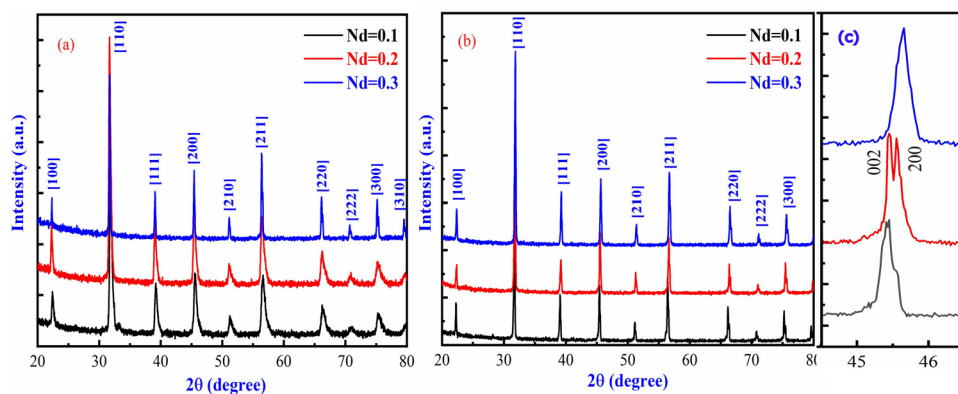 (a)
[100]
[110]
[111]
[200]
[210]
[211]
[220]
[222]
[300]
[310]
Nd=0.1
Nd=0.2
Nd=0.3
Intensity (a.u.)
20 30 40 50 60 70 80
2θ (degree)
(b)
[100]
[110]
[111]
[200]
[210]
[211]
[220]
[222]
[300]
Nd=0.1
Nd=0.2
Nd=0.3
Intensity (a.u.)
20 30 40 50 60 70 80
2θ (degree)
(c)
002
200
45 46